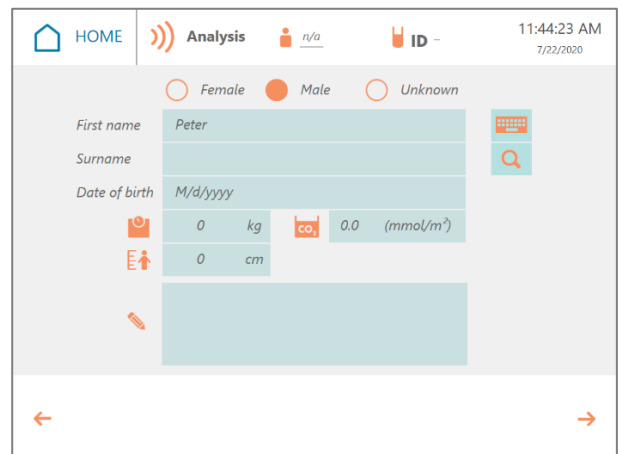 HOME Analysis n/a ID – 11:44:23 AM
7/22/2020
Female Male Unknown
First name Peter
Surname
Date of birth M/d/yyyy
0 kg CO₂ 0.0 (mmol/m²)
0 cm